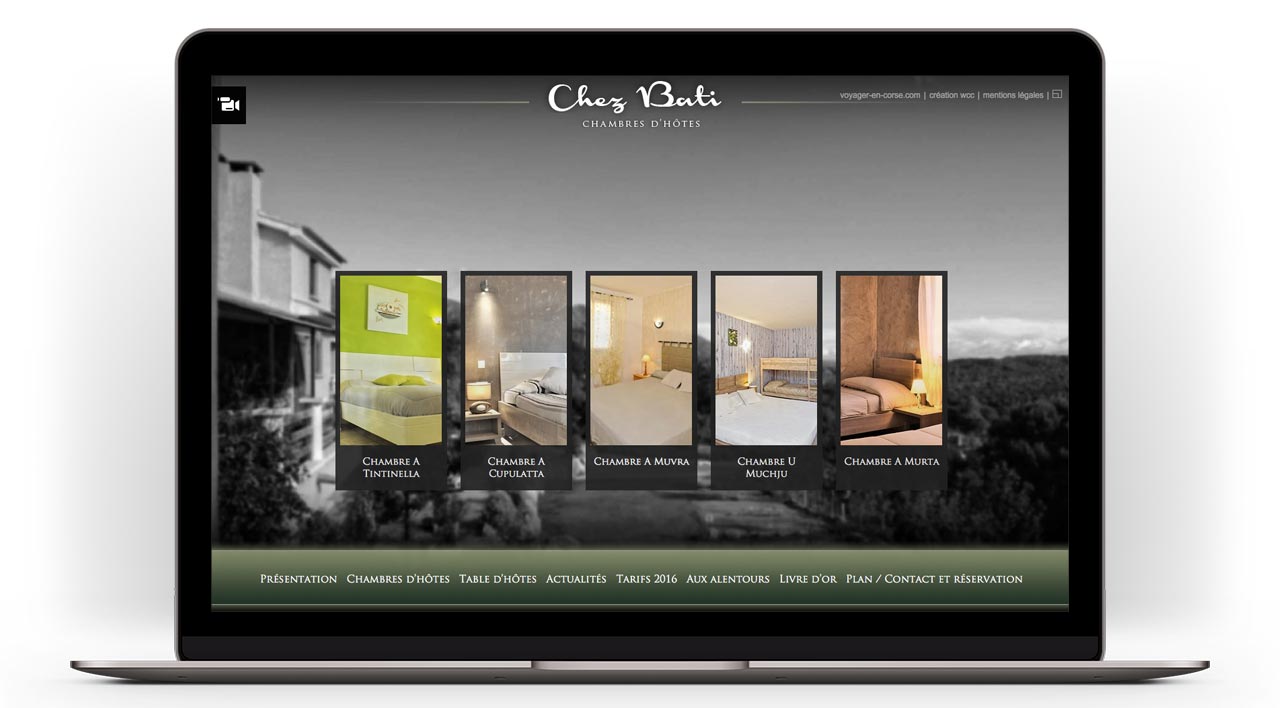 Chez Bati
CHAMBRES D'HÔTES
voyager-en-corse.com | création wcc | mentions légales |
Chambre A
Tintinella
Chambre A
Cupulatta
Chambre A Muvra
Chambre U
Muchju
Chambre A Murta
Présentation Chambres d'hôtes Table d'hôtes Actualités Tarifs 2016 Aux alentours Livre d'or Plan / Contact et réservation